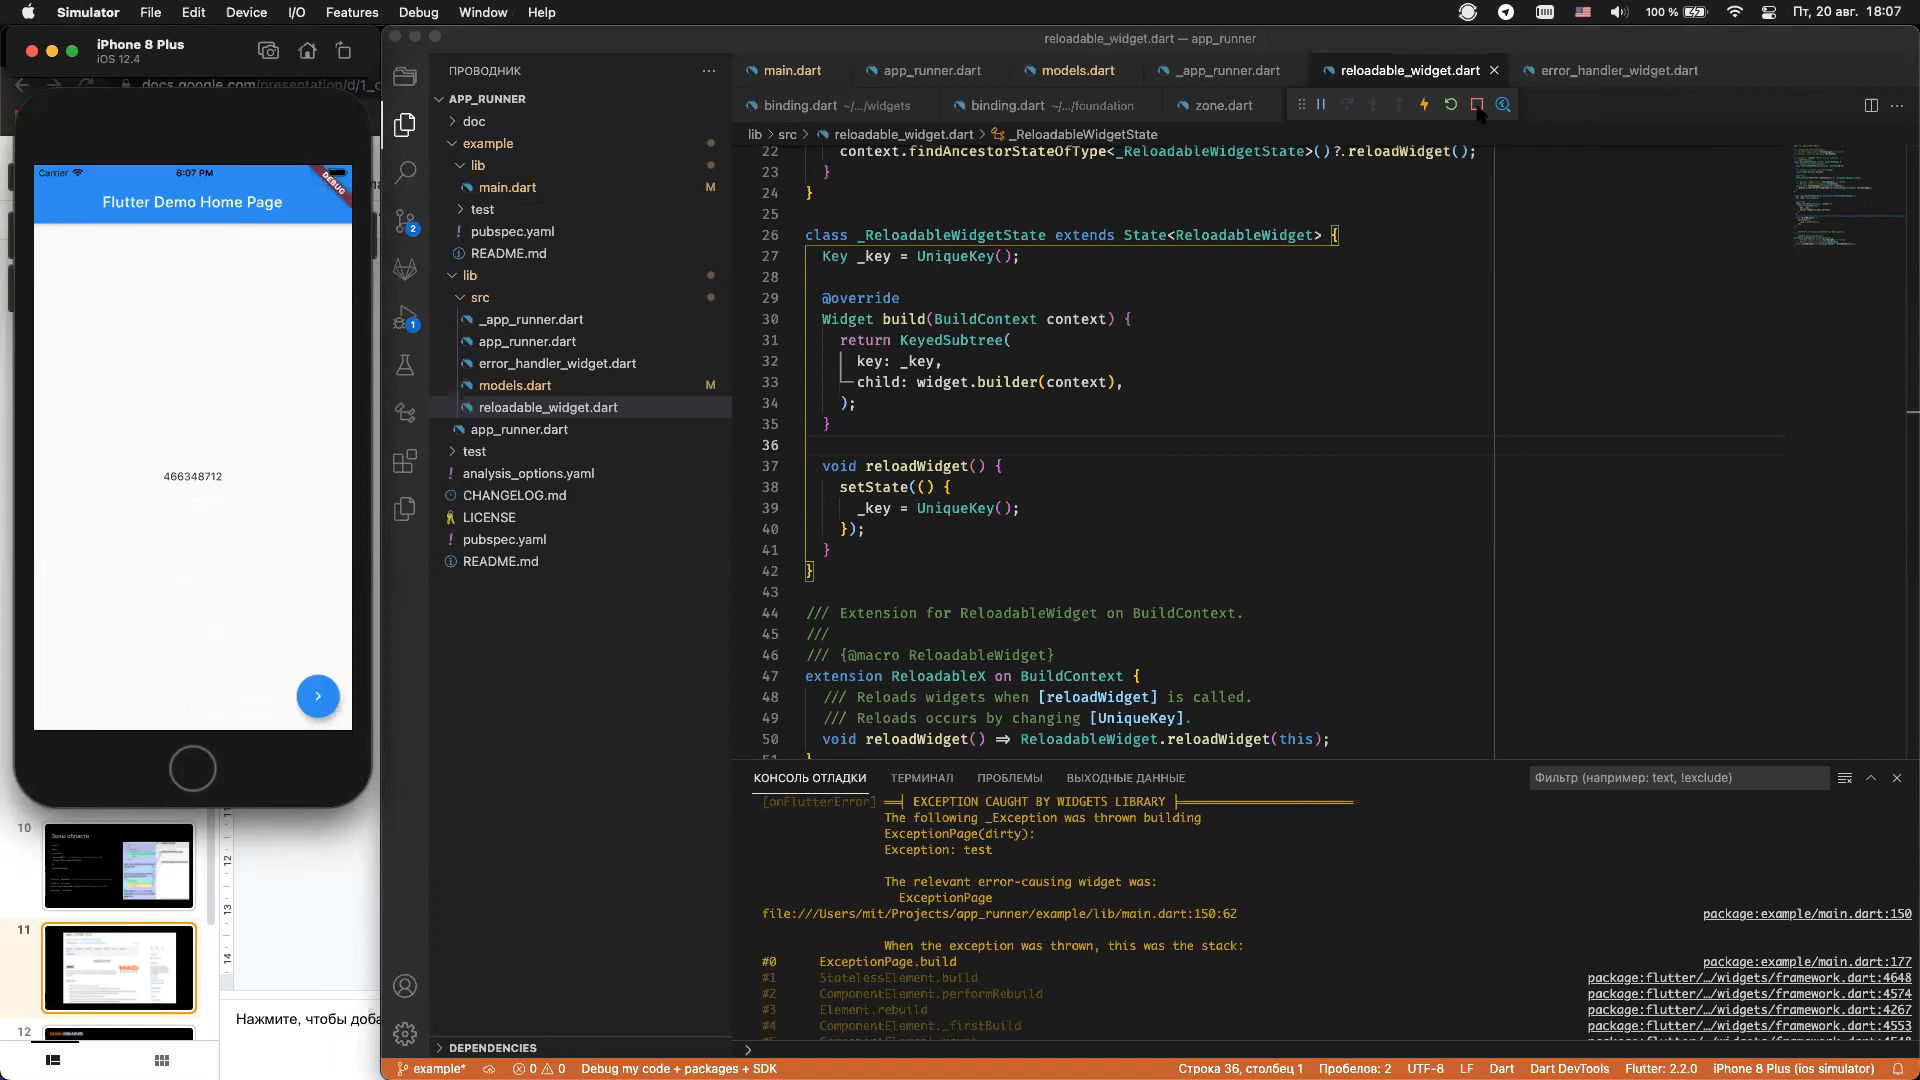 Simulator File Edit Device I/O Features Debug Window Help
100 % Пт, 20 авг. 18:07
iPhone 8 Plus
iOS 12.4
reloadable_widget.dart — app_runner
docs.google.com/presentation/d/1_c
ПРОВОДНИК
main.dart app_runner.dart models.dart _app_runner.dart reloadable_widget.dart error_handler_widget.dart
binding.dart ~/.../widgets binding.dart ~/.../foundation zone.dart
lib > src > reloadable_widget.dart > _ReloadableWidgetState
APP_RUNNER
doc
example
lib
main.dart M
test
pubspec.yaml
README.md
lib
src
_app_runner.dart
app_runner.dart
error_handler_widget.dart
models.dart M
reloadable_widget.dart
app_runner.dart
test
analysis_options.yaml
CHANGELOG.md
LICENSE
pubspec.yaml
README.md
DEPENDENCIES
2
1
Carrier 6:07 PM
DEBUG
Flutter Demo Home Page
466348712
22 context.findAncestorStateOfType<_ReloadableWidgetState>()?.reloadWidget();
23 }
24 }
25
26 class _ReloadableWidgetState extends State<ReloadableWidget> {
27 Key _key = UniqueKey();
28
29 @override
30 Widget build(BuildContext context) {
31 return KeyedSubtree(
32 key: _key,
33 child: widget.builder(context),
34 );
35 }
36
37 void reloadWidget() {
38 setState(() {
39 _key = UniqueKey();
40 });
41 }
42 }
43
44 /// Extension for ReloadableWidget on BuildContext.
45 ///
46 /// {@macro ReloadableWidget}
47 extension ReloadableX on BuildContext {
48 /// Reloads widgets when [reloadWidget] is called.
49 /// Reloads occurs by changing [UniqueKey].
50 void reloadWidget() => ReloadableWidget.reloadWidget(this);
51 }
КОНСОЛЬ ОТЛАДКИ ТЕРМИНАЛ ПРОБЛЕМЫ ВЫХОДНЫЕ ДАННЫЕ
Фильтр (например: text, !exclude)
[onFlutterError] ══╡ EXCEPTION CAUGHT BY WIDGETS LIBRARY ╞══
The following _Exception was thrown building
ExceptionPage(dirty):
Exception: test
The relevant error-causing widget was:
ExceptionPage
file:///Users/mit/Projects/app_runner/example/lib/main.dart:150:62 package:example/main.dart:150
When the exception was thrown, this was the stack:
#0 ExceptionPage.build package:example/main.dart:177
#1 StatelessElement.build package:flutter/…/widgets/framework.dart:4648
#2 ComponentElement.performRebuild package:flutter/…/widgets/framework.dart:4574
#3 Element.rebuild package:flutter/…/widgets/framework.dart:4267
#4 ComponentElement._firstBuild package:flutter/…/widgets/framework.dart:4553
10
Зоны области
11
12
12
13
14
Нажмите, чтобы доба
example* 0 0 Debug my code + packages + SDK
Строка 36, столбец 1 Пробелов: 2 UTF-8 LF Dart Dart DevTools Flutter: 2.2.0 iPhone 8 Plus (ios simulator)